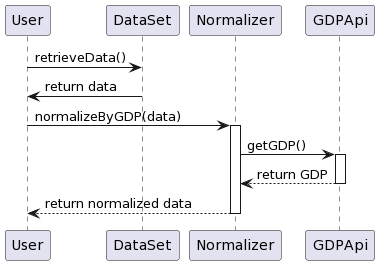 User DataSet Normalizer GDPApi
retrieveData()
return data
normalizeByGDP(data)
getGDP()
return GDP
return normalized data
User DataSet Normalizer GDPApi